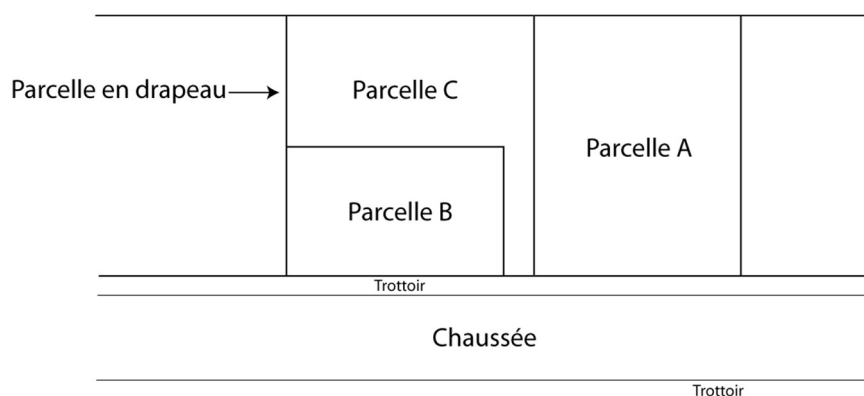 Parcelle en drapeau
Parcelle C
Parcelle A
Parcelle B
Trottoir
Chaussée
Trottoir